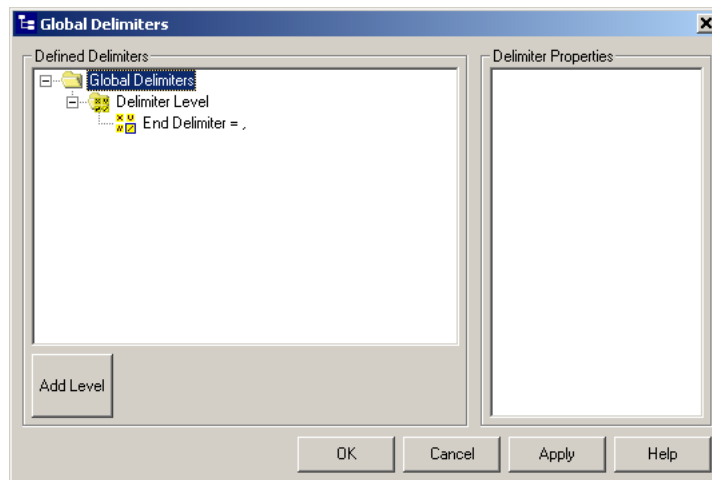 Global Delimiters
Defined Delimiters
Delimiter Properties
Global Delimiters
Delimiter Level
End Delimiter = ,
Add Level
OK
Cancel
Apply
Help